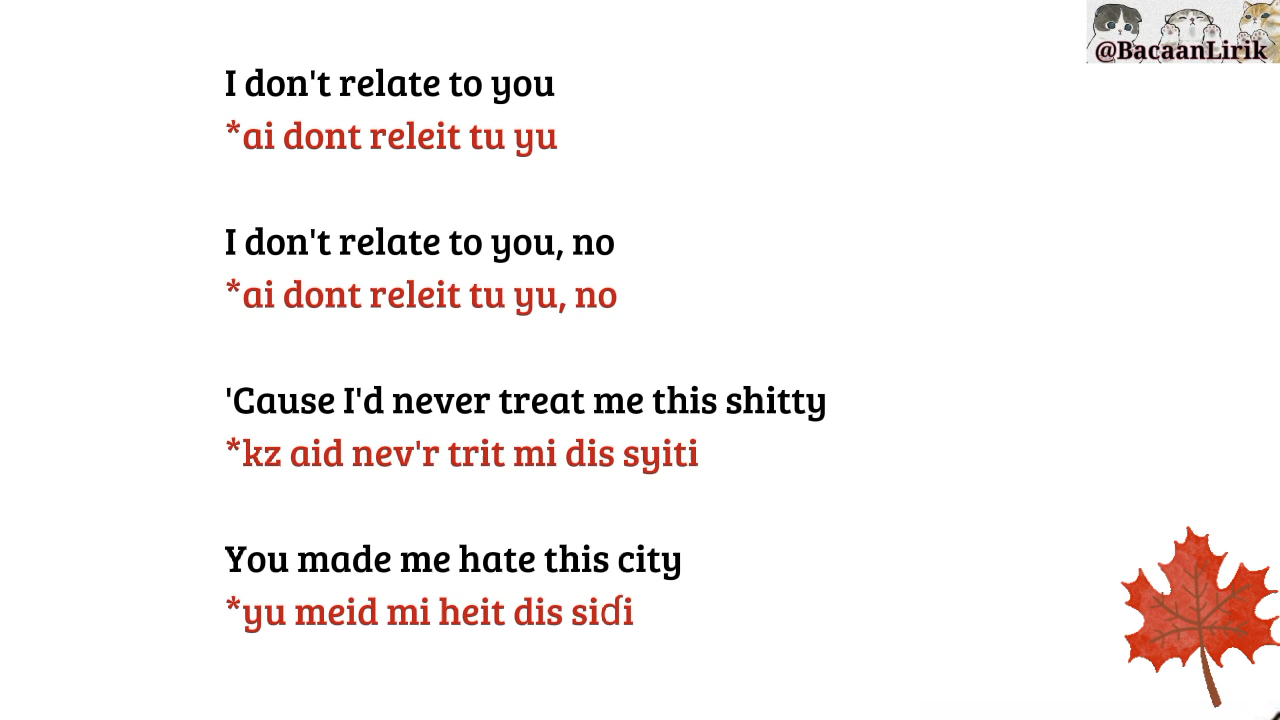 @BacaanLirik
I don't relate to you
*ai dont releit tu yu
I don't relate to you, no
*ai dont releit tu yu, no
'Cause I'd never treat me this shitty
*kz aid nev'r trit mi dis syiti
You made me hate this city
*yu meid mi heit dis siɗi